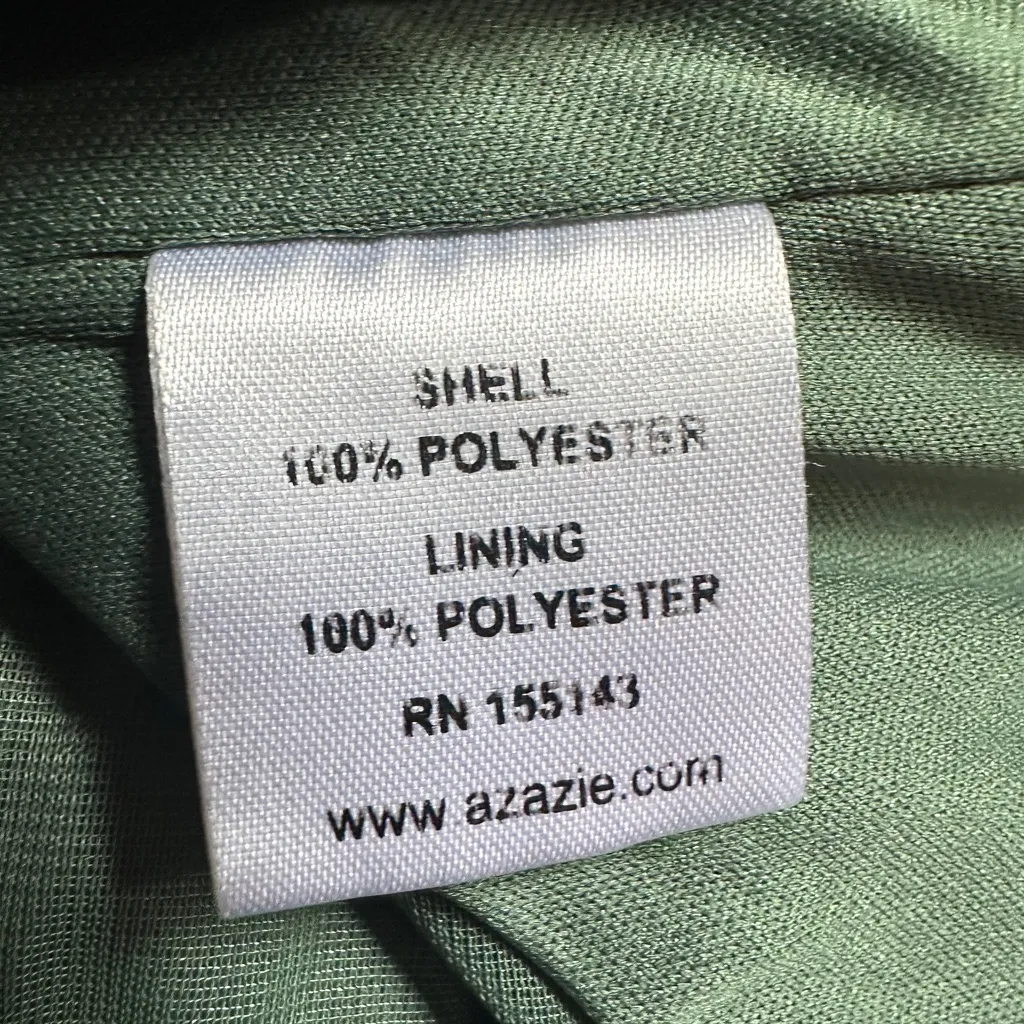 SHELL
100% POLYESTER
LINING
100% POLYESTER
RN 155143
www.azazie.com